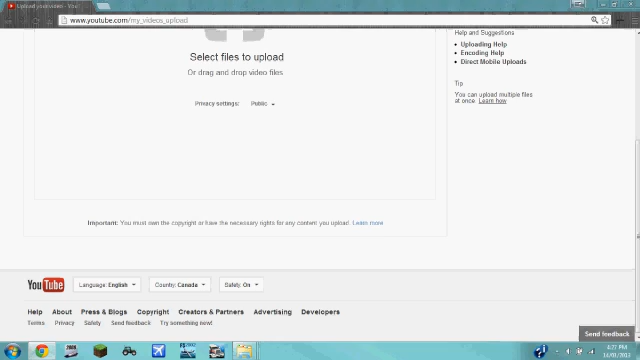 Upload your video - You
www.youtube.com/my_videos_upload
Help and Suggestions
Uploading Help
Encoding Help
Direct Mobile Uploads
Select files to upload
Or drag and drop video files
Privacy settings: Public
Tip
You can upload multiple files
at once. Learn how
Important: You must own the copyright or have the necessary rights for any content you upload. Learn more
YouTube
Language: English
Country: Canada
Safety: On
Help About Press & Blogs Copyright Creators & Partners Advertising Developers
Terms Privacy Safety Send feedback Try something new!
Send feedback
4:27 PM